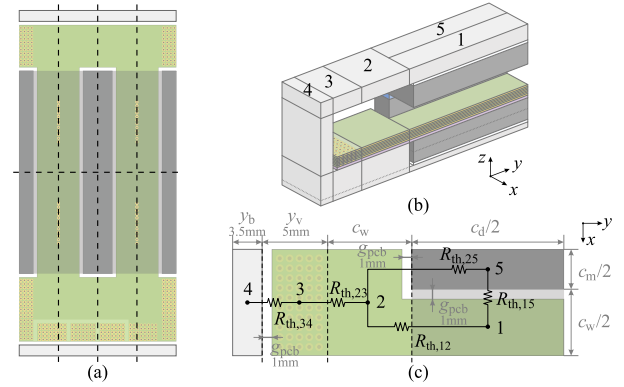 (a)
5
1
2
3
4
z
y
x
(b)
y_b
3.5mm
y_v
5mm
c_w
c_d/2
y
x
g_pcb
1mm
R_th,25
5
c_m/2
4
3
R_th,23
2
R_th,15
g_pcb
1mm
c_w/2
R_th,34
R_th,12
1
g_pcb
1mm
(c)